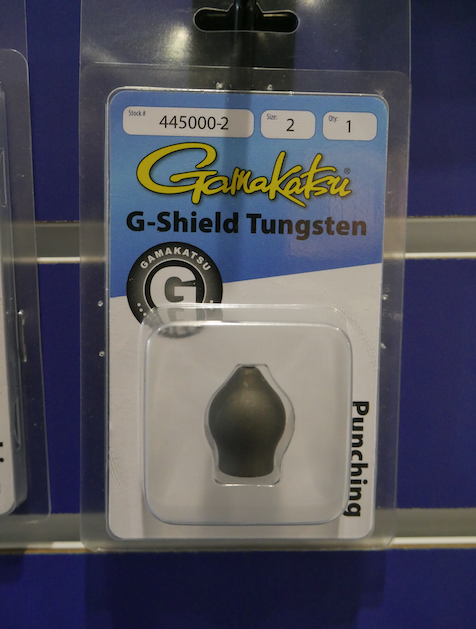 Stock # 445000-2 Size: 2 Qty: 1
Gamakatsu®
G-Shield Tungsten
GAMAKATSU
G
Punching